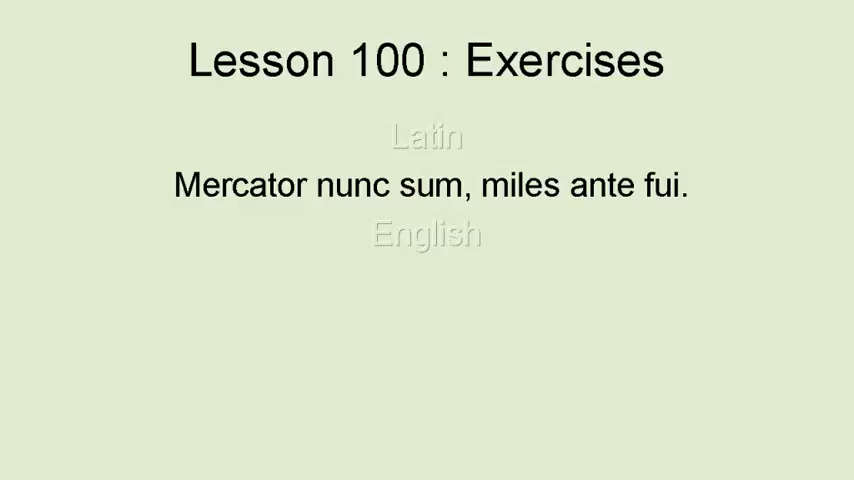 Lesson 100 : Exercises
Latin
Mercator nunc sum, miles ante fui.
English